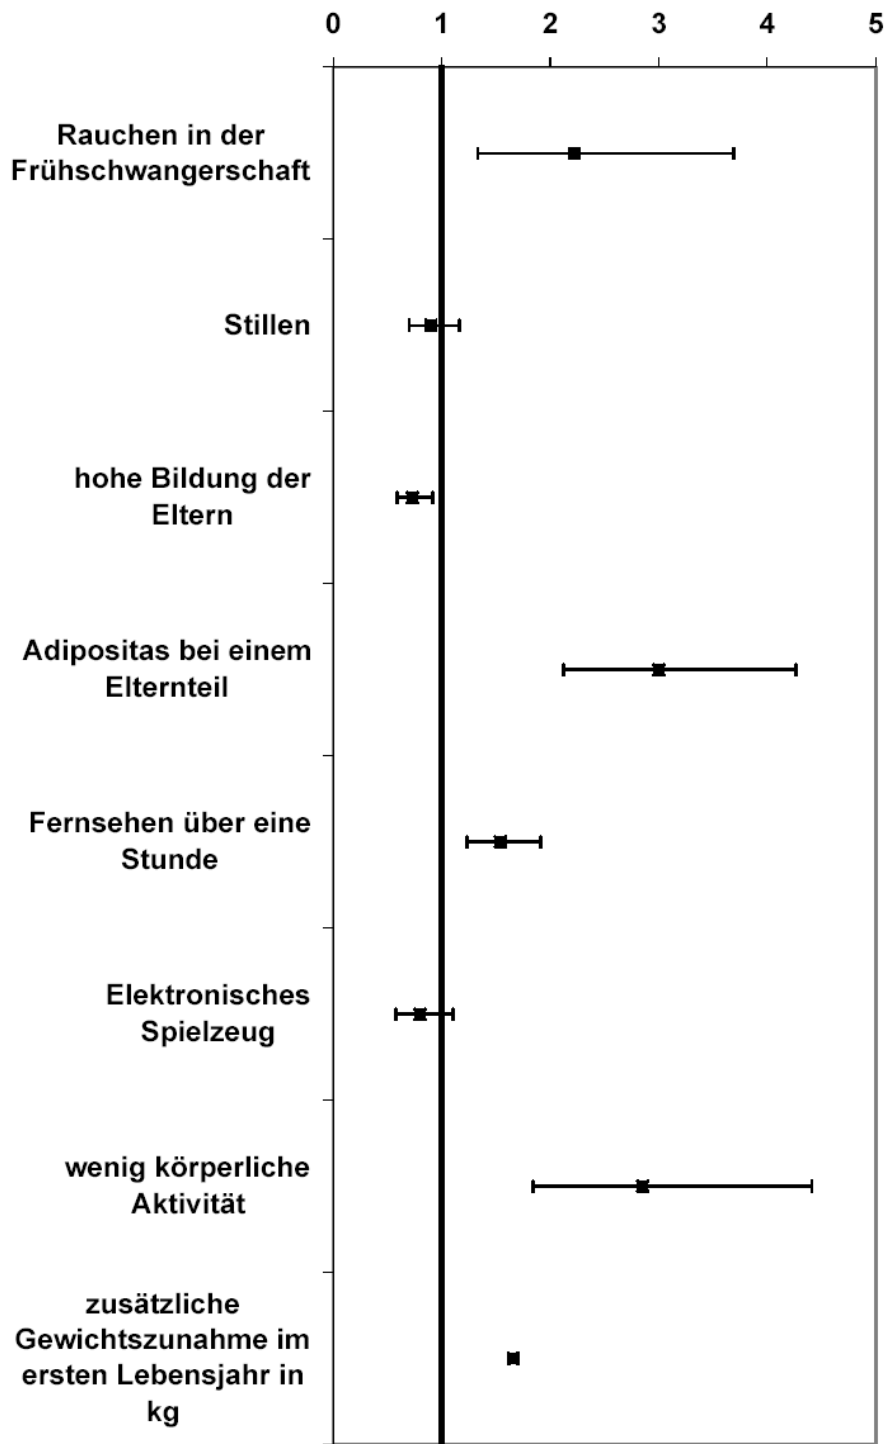 0 1 2 3 4 5
Rauchen in der
Frühschwangerschaft
Stillen
hohe Bildung der
Eltern
Adipositas bei einem
Elternteil
Fernsehen über eine
Stunde
Elektronisches
Spielzeug
wenig körperliche
Aktivität
zusätzliche
Gewichtszunahme im
ersten Lebensjahr in
kg